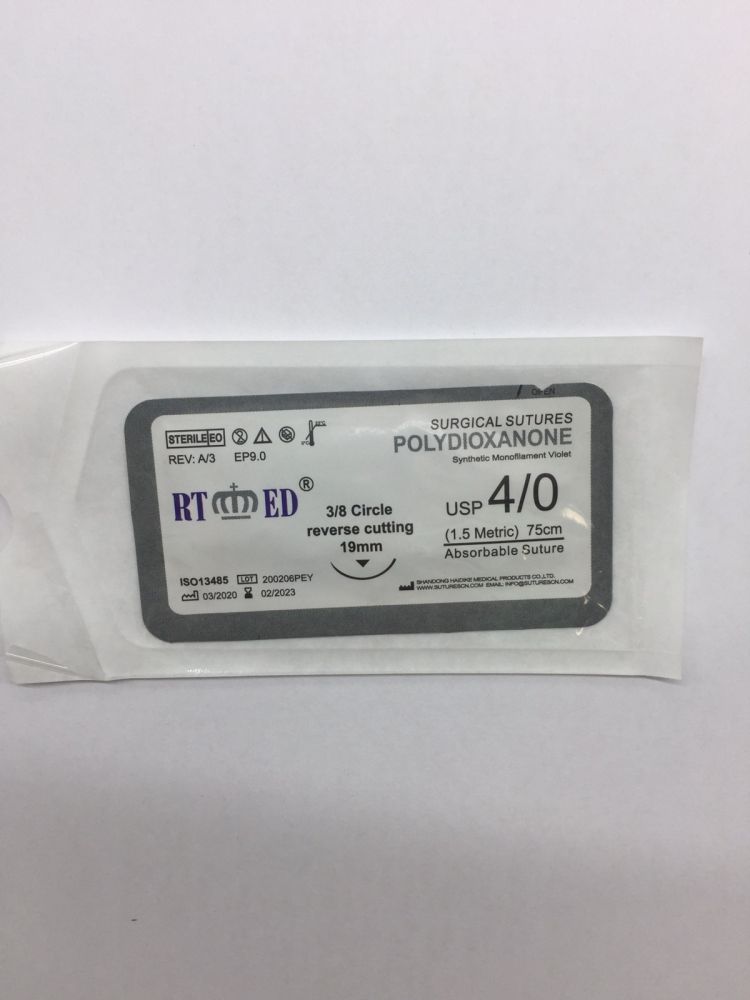 OPEN
STERILE EO
REV: A/3 EP9.0
SURGICAL SUTURES
POLYDIOXANONE
Synthetic Monofilament Violet
RT MED ®
3/8 Circle
reverse cutting
19mm
USP 4/0
(1.5 Metric) 75cm
Absorbable Suture
ISO13485 LOT 200206PEY
03/2020 02/2023
SHANDONG HAIDIKE MEDICAL PRODUCTS CO.,LTD.
WWW.SUTURESCN.COM EMAIL: INFO@SUTURESCN.COM